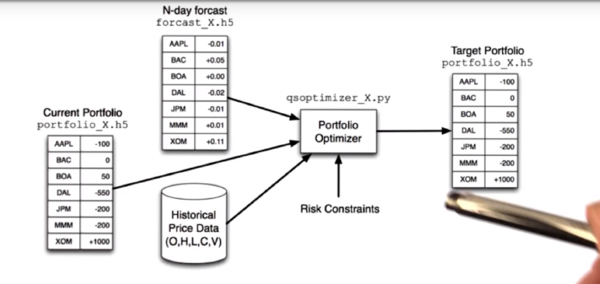 N-day forcast
forcast_X.h5
AAPL -0.01
BAC +0.05
BOA +0.00
DAL -0.02
JPM -0.01
MMM +0.01
XOM +0.11
Current Portfolio
portfolio_X.h5
AAPL -100
BAC 0
BOA 50
DAL -550
JPM -200
MMM -200
XOM +1000
Historical
Price Data
(O,H,L,C,V)
qsoptimizer_X.py
Portfolio
Optimizer
Risk Constraints
Target Portfolio
portfolio_X.h5
AAPL -100
BAC 0
BOA 50
DAL -550
JPM -200
MMM -200
XOM +1000